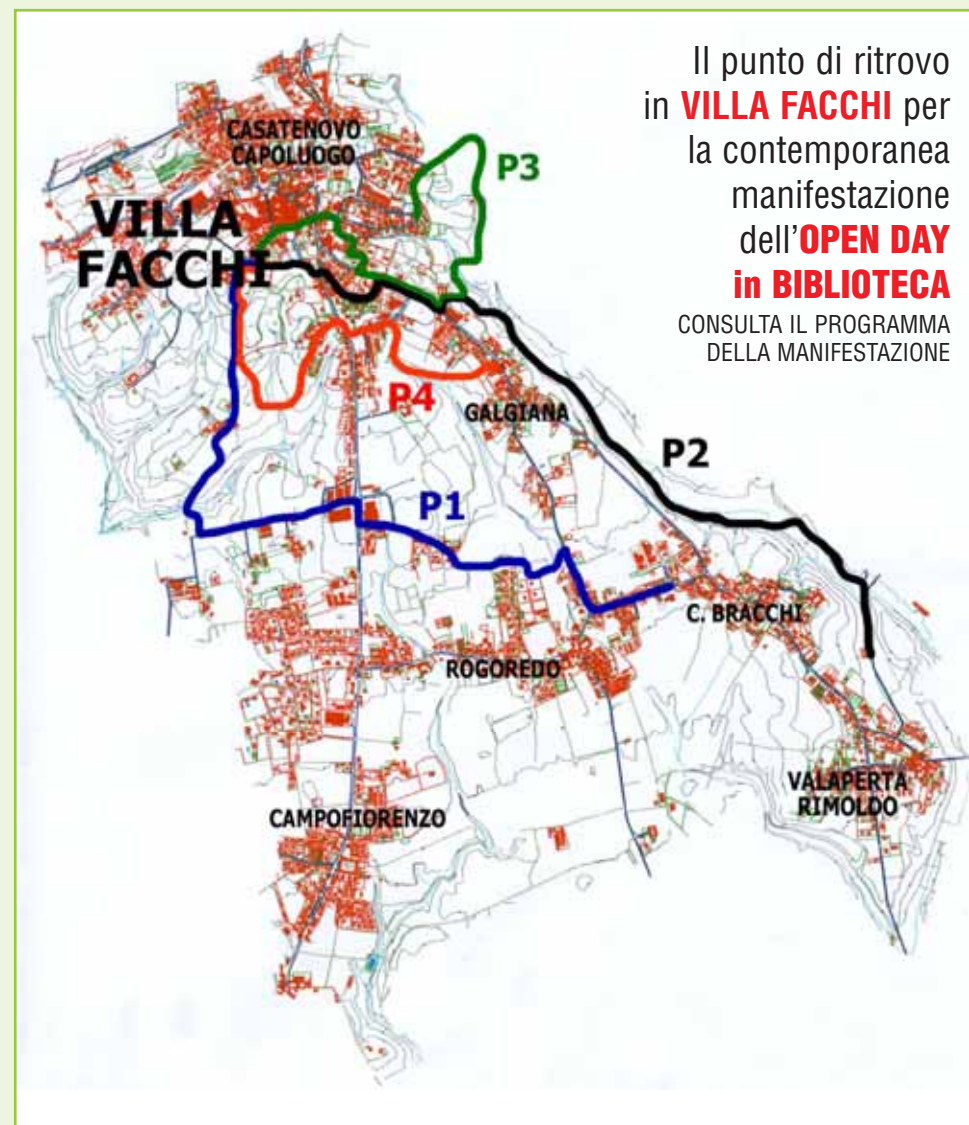 Il punto di ritrovo
in VILLA FACCHI per
la contemporanea
manifestazione
dell'OPEN DAY
in BIBLIOTECA
CONSULTA IL PROGRAMMA
DELLA MANIFESTAZIONE
CASATENOVO
CAPOLUOGO
P3
VILLA
FACCHI
P4
GALGIANA
P2
P1
C. BRACCHI
ROGOREDO
VALAPERTA
RIMOLDO
CAMPOFIORENZO